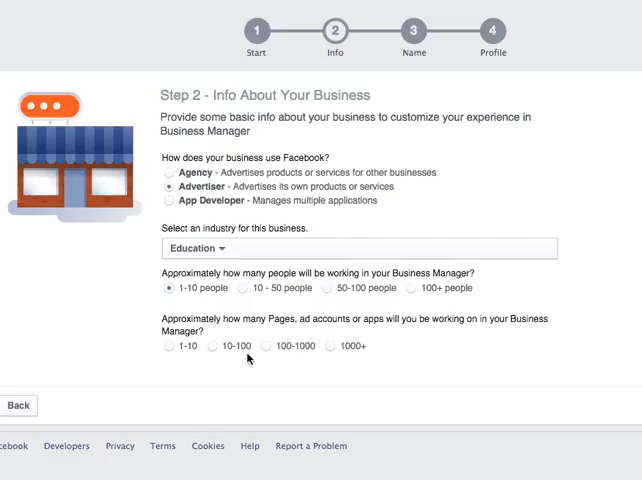 1 2 3 4
Start Info Name Profile
Step 2 - Info About Your Business
Provide some basic info about your business to customize your experience in
Business Manager
How does your business use Facebook?
Agency - Advertises products or services for other businesses
Advertiser - Advertises its own products or services
App Developer - Manages multiple applications
Select an industry for this business.
Education
Approximately how many people will be working in your Business Manager?
1-10 people 10 - 50 people 50-100 people 100+ people
Approximately how many Pages, ad accounts or apps will you be working on in your Business
Manager?
1-10 10-100 100-1000 1000+
Back
cebook Developers Privacy Terms Cookies Help Report a Problem